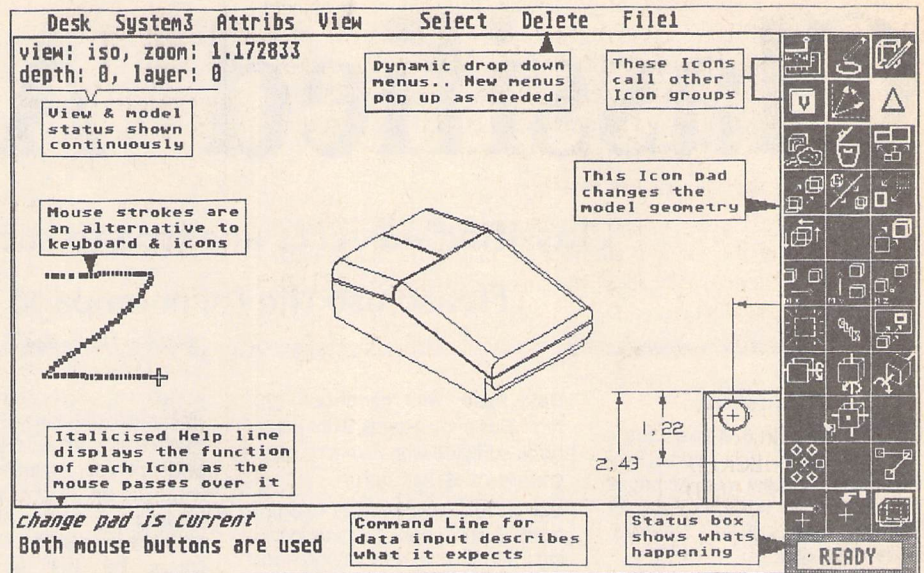 Desk System3 Attribs View Select Delete File1
view: iso, zoom: 1.172833
depth: 0, layer: 0
View & model
status shown
continuously
Dynamic drop down
menus.. New menus
pop up as needed.
These Icons
call other
Icon groups
V
This Icon pad
changes the
model geometry
Mouse strokes are
an alternative to
keyboard & icons
1,22
2,43
Italicised Help line
displays the function
of each Icon as the
mouse passes over it
change pad is current
Both mouse buttons are used
Command Line for
data input describes
what it expects
Status box
shows whats
happening
READY